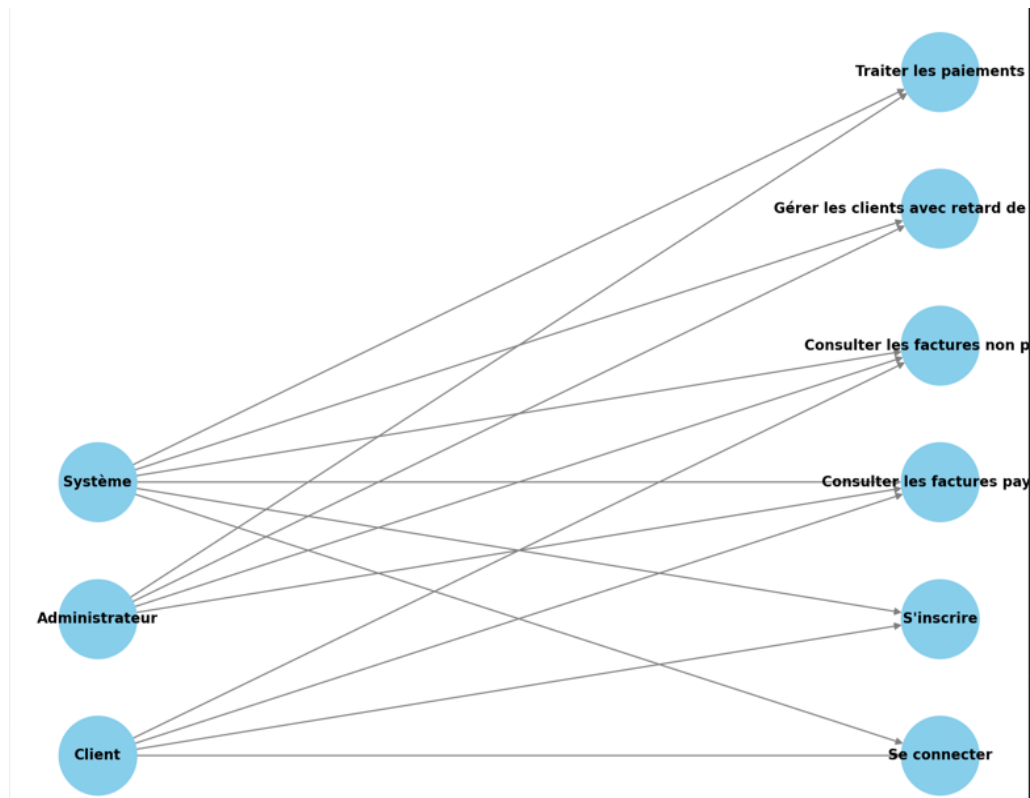 Traiter les paiements
Gérer les clients avec retard de
Consulter les factures non p
Système
Consulter les factures pay
Administrateur
S'inscrire
Client
Se connecter